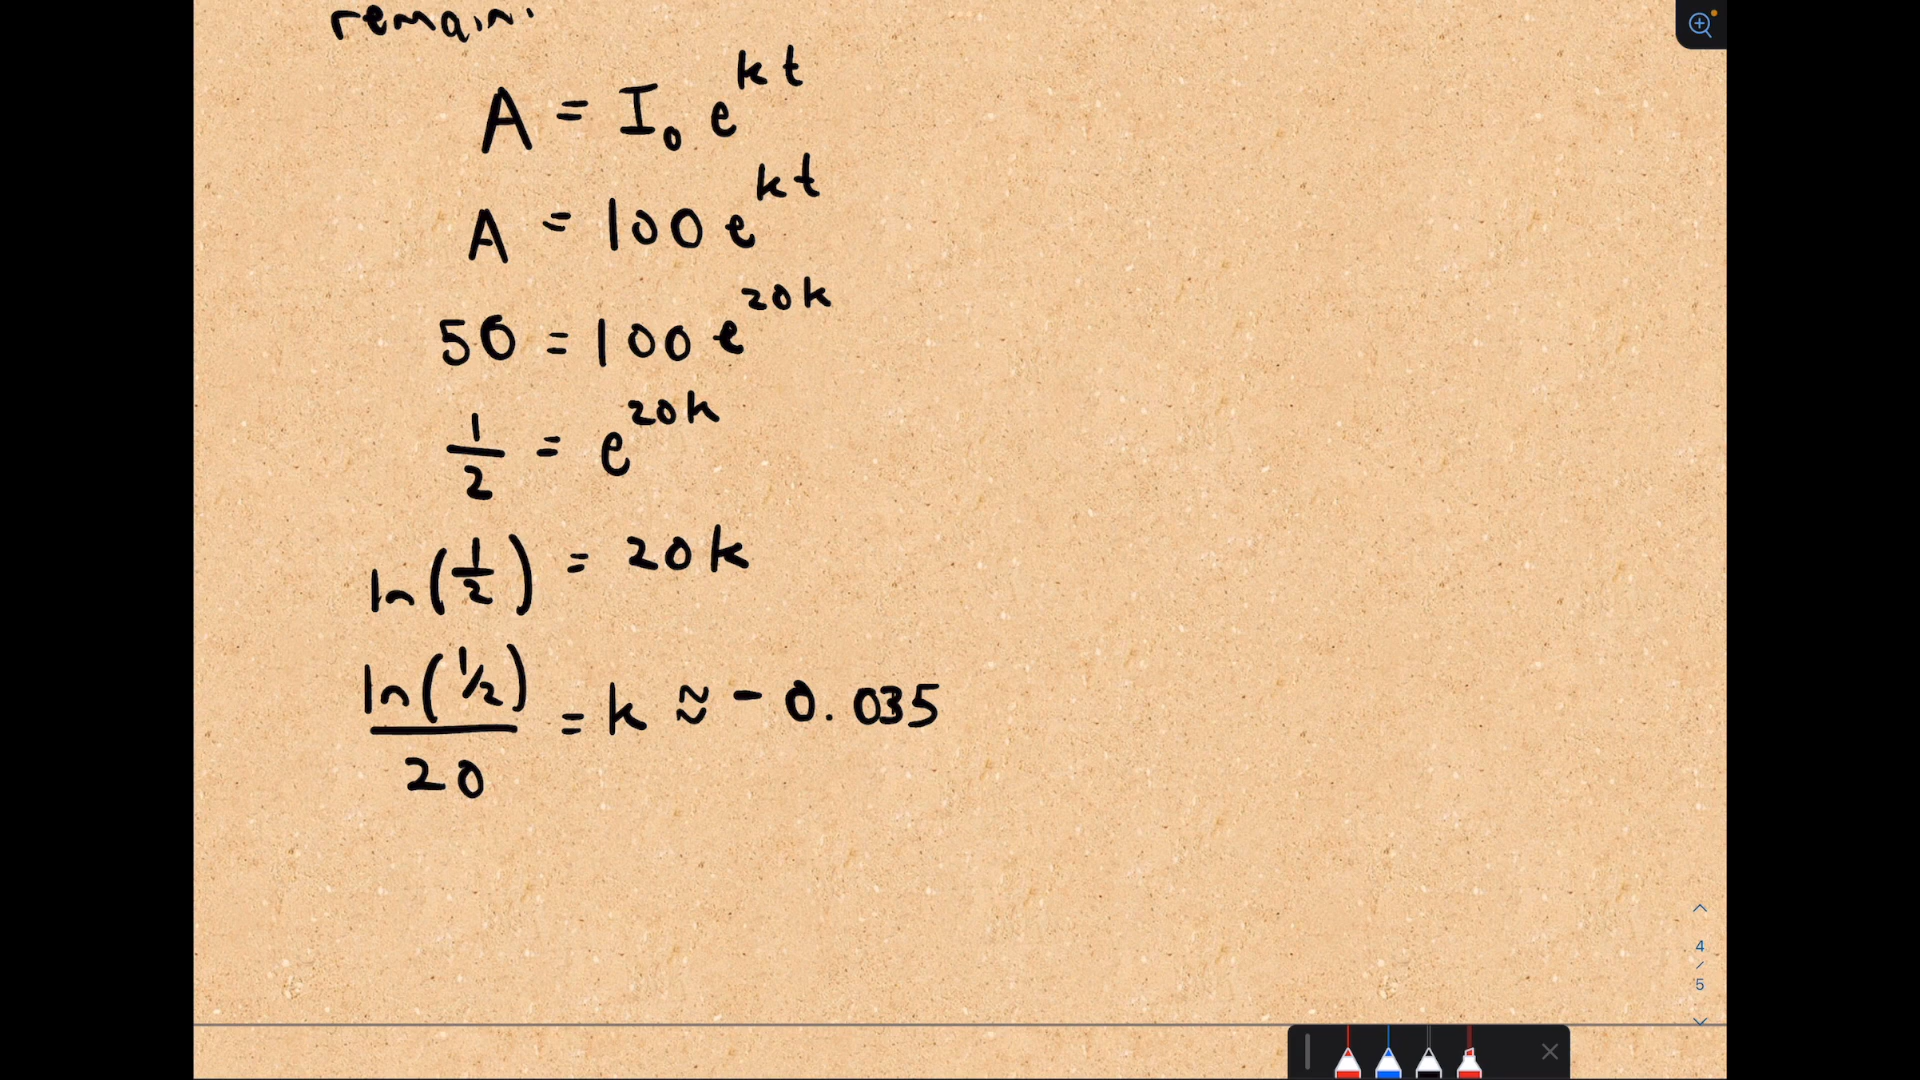 remain.
A = I₀ e^{kt}
A = 100 e^{kt}
50 = 100 e^{20k}
1/2 = e^{20k}
ln(1/2) = 20k
ln(1/2)/20 = k ≈ -0.035
4
/
5